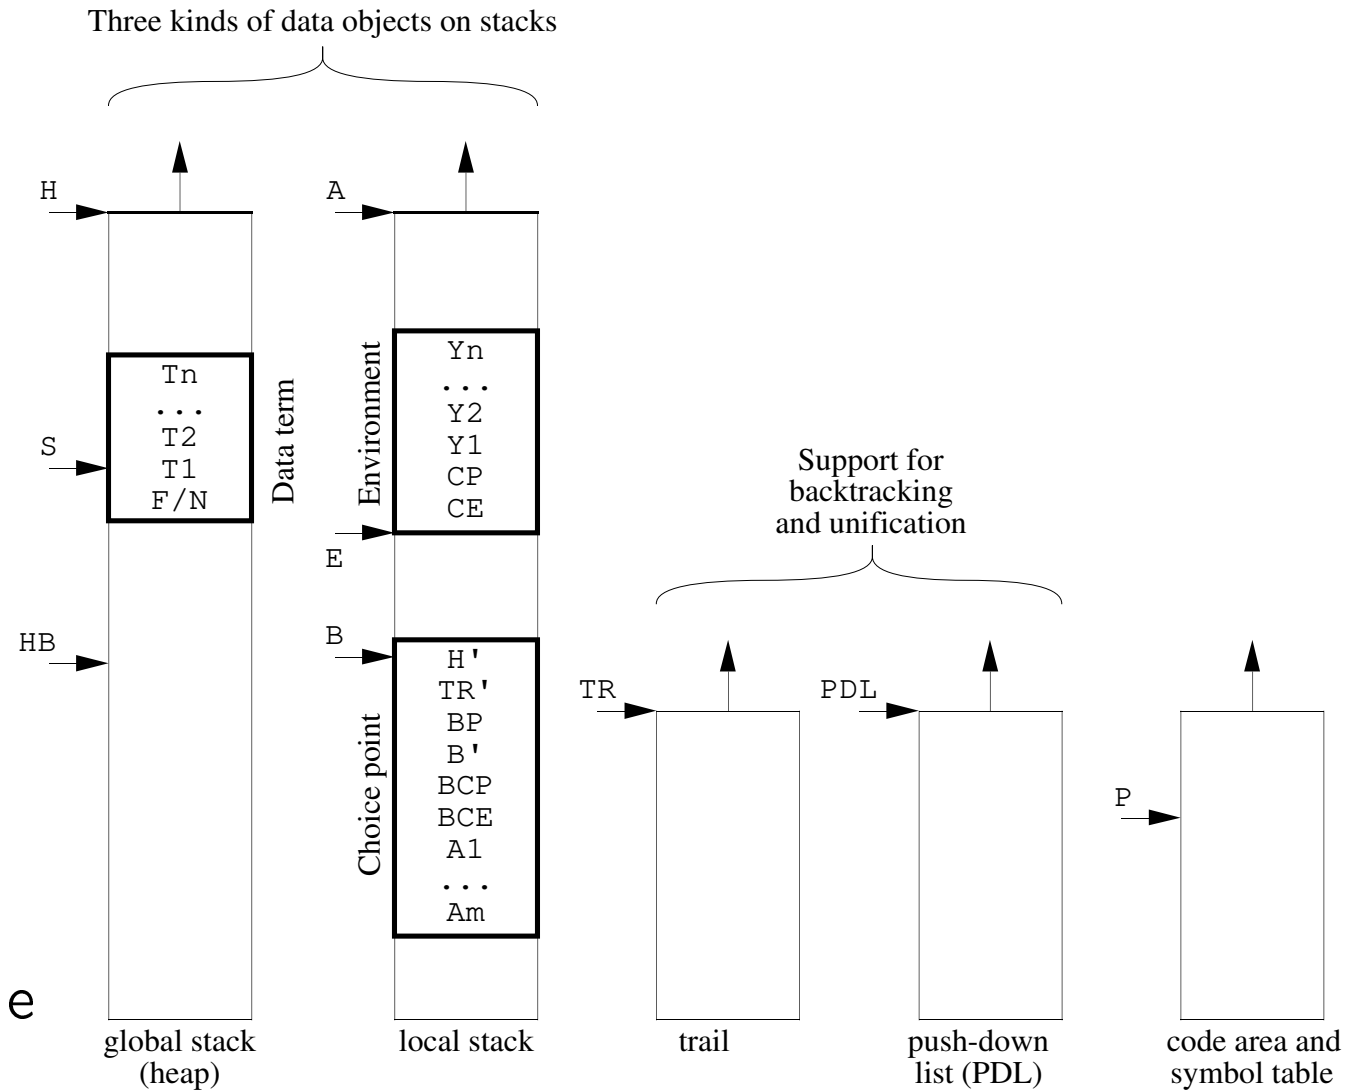 Three kinds of data objects on stacks
H
A
Tn
...
T2
T1
F/N
S
Data term
Environment
Yn
...
Y2
Y1
CP
CE
E
HB
B
Choice point
H'
TR'
BP
B'
BCP
BCE
A1
...
Am
Support for
backtracking
and unification
TR
PDL
P
e
global stack
(heap)
local stack
trail
push-down
list (PDL)
code area and
symbol table